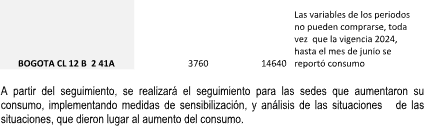 Las variables de los periodos
no pueden comprarse, toda
vez que la vigencia 2024,
hasta el mes de junio se
BOGOTA CL 12 B 2 41A 3760 14640 reportó consumo
A partir del seguimiento, se realizará el seguimiento para las sedes que aumentaron su
consumo, implementando medidas de sensibilización, y análisis de las situaciones de las
situaciones, que dieron lugar al aumento del consumo.